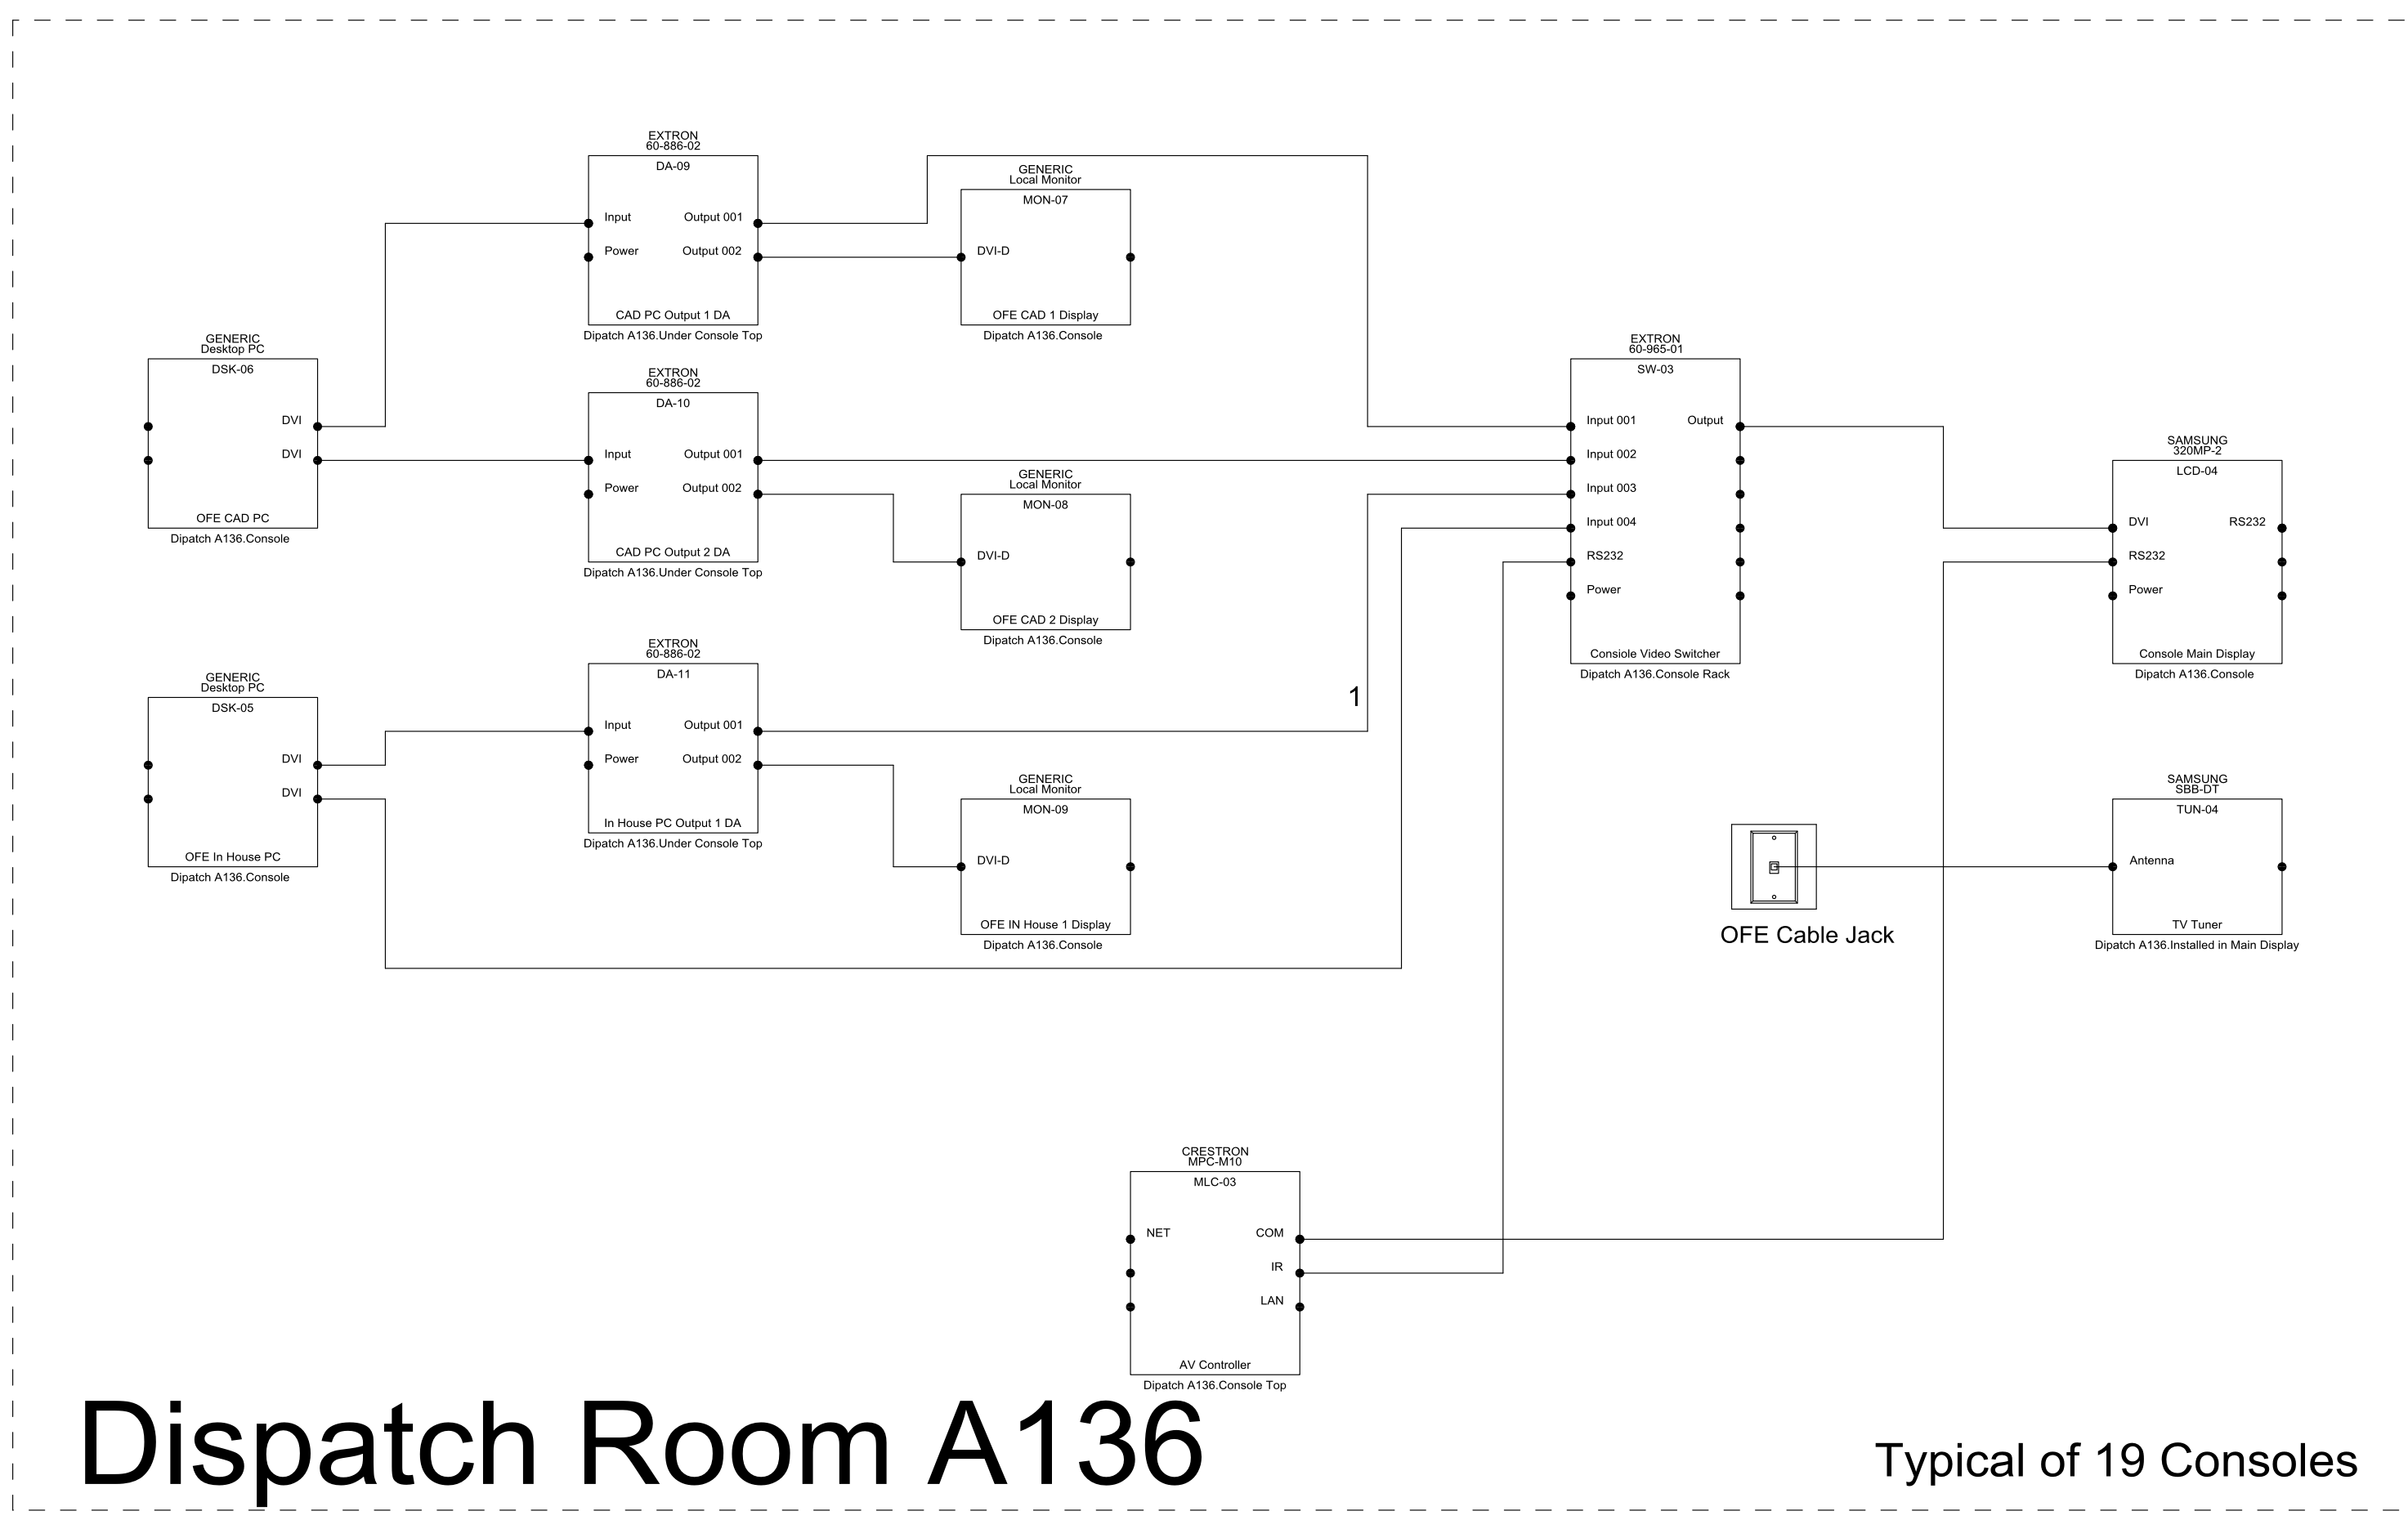 EXTRON
60-886-02
DA-09
Input
Output 001
Power
Output 002
CAD PC Output 1 DA
Dipatch A136.Under Console Top
GENERIC
Local Monitor
MON-07
DVI-D
OFE CAD 1 Display
Dipatch A136.Console
GENERIC
Desktop PC
DSK-06
DVI
DVI
OFE CAD PC
Dipatch A136.Console
EXTRON
60-886-02
DA-10
Input
Output 001
Power
Output 002
CAD PC Output 2 DA
Dipatch A136.Under Console Top
GENERIC
Local Monitor
MON-08
DVI-D
OFE CAD 2 Display
Dipatch A136.Console
EXTRON
60-965-01
SW-03
Input 001
Output
Input 002
Input 003
Input 004
RS232
Power
Consiole Video Switcher
Dipatch A136.Console Rack
SAMSUNG
320MP-2
LCD-04
DVI
RS232
RS232
Power
Console Main Display
Dipatch A136.Console
GENERIC
Desktop PC
DSK-05
DVI
DVI
OFE In House PC
Dipatch A136.Console
EXTRON
60-886-02
DA-11
Input
Output 001
Power
Output 002
In House PC Output 1 DA
Dipatch A136.Under Console Top
1
GENERIC
Local Monitor
MON-09
DVI-D
OFE IN House 1 Display
Dipatch A136.Console
OFE Cable Jack
SAMSUNG
SBB-DT
TUN-04
Antenna
TV Tuner
Dipatch A136.Installed in Main Display
CRESTRON
MPC-M10
MLC-03
NET
COM
IR
LAN
AV Controller
Dipatch A136.Console Top
Dispatch Room A136
Typical of 19 Consoles